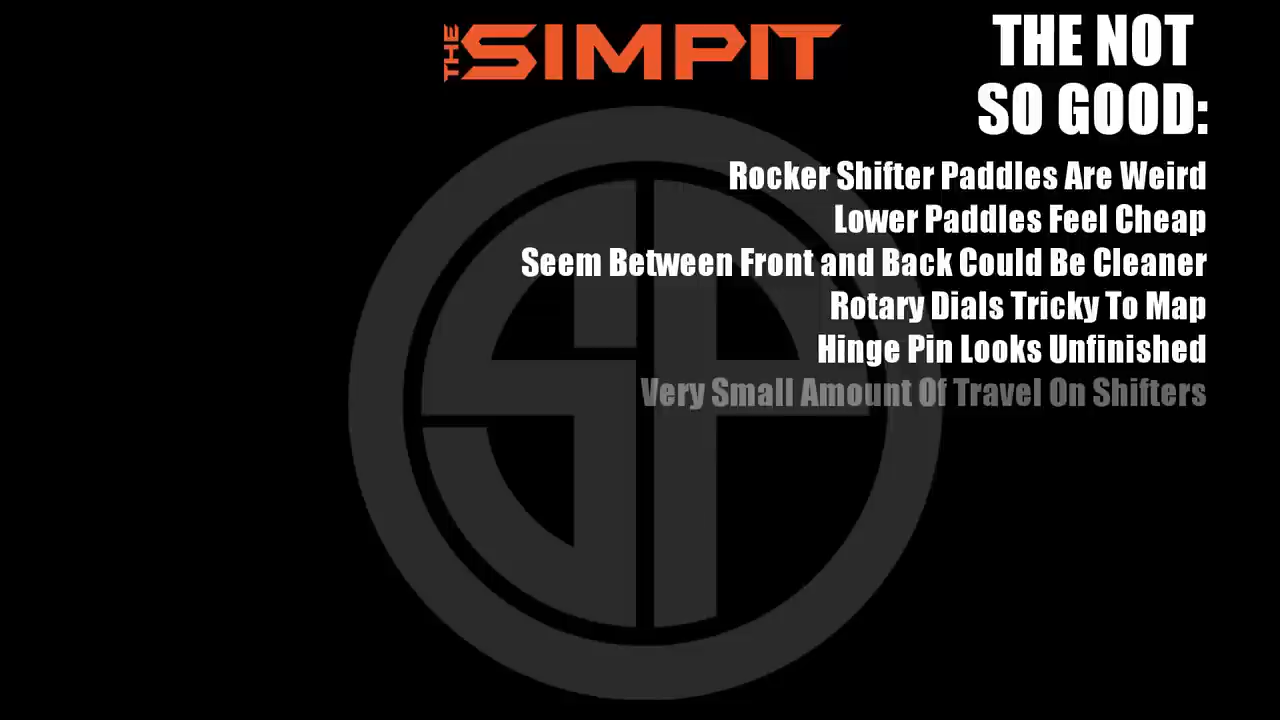 THE SIMPIT
THE NOT
SO GOOD:
Rocker Shifter Paddles Are Weird
Lower Paddles Feel Cheap
Seem Between Front and Back Could Be Cleaner
Rotary Dials Tricky To Map
Hinge Pin Looks Unfinished
Very Small Amount Of Travel On Shifters
SP